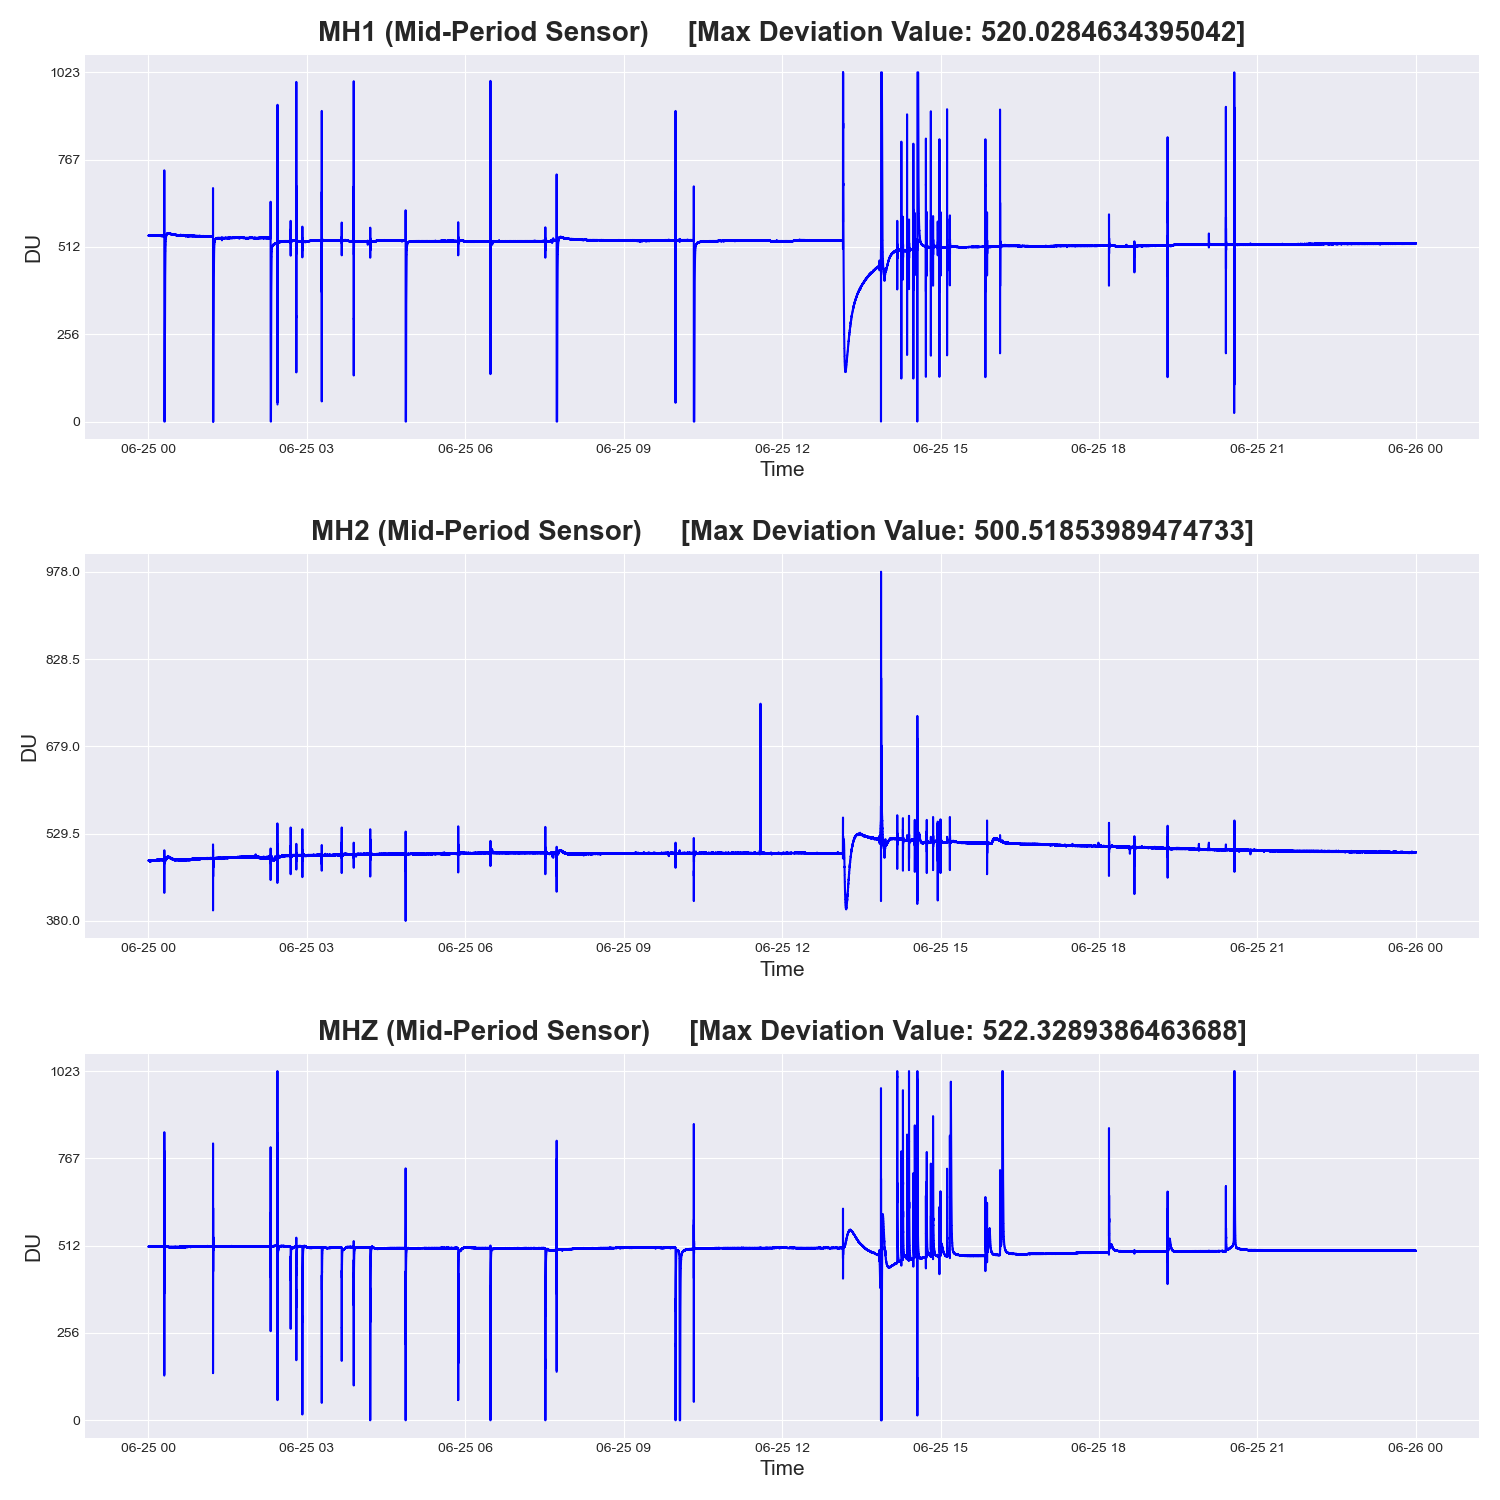 MH1 (Mid-Period Sensor) [Max Deviation Value: 520.0284634395042]
1023
767
512
256
0
DU
06-25 00 06-25 03 06-25 06 06-25 09 06-25 12 06-25 15 06-25 18 06-25 21 06-26 00
Time
MH2 (Mid-Period Sensor) [Max Deviation Value: 500.51853989474733]
978.0
828.5
679.0
529.5
380.0
DU
06-25 00 06-25 03 06-25 06 06-25 09 06-25 12 06-25 15 06-25 18 06-25 21 06-26 00
Time
MHZ (Mid-Period Sensor) [Max Deviation Value: 522.3289386463688]
1023
767
512
256
0
DU
06-25 00 06-25 03 06-25 06 06-25 09 06-25 12 06-25 15 06-25 18 06-25 21 06-26 00
Time